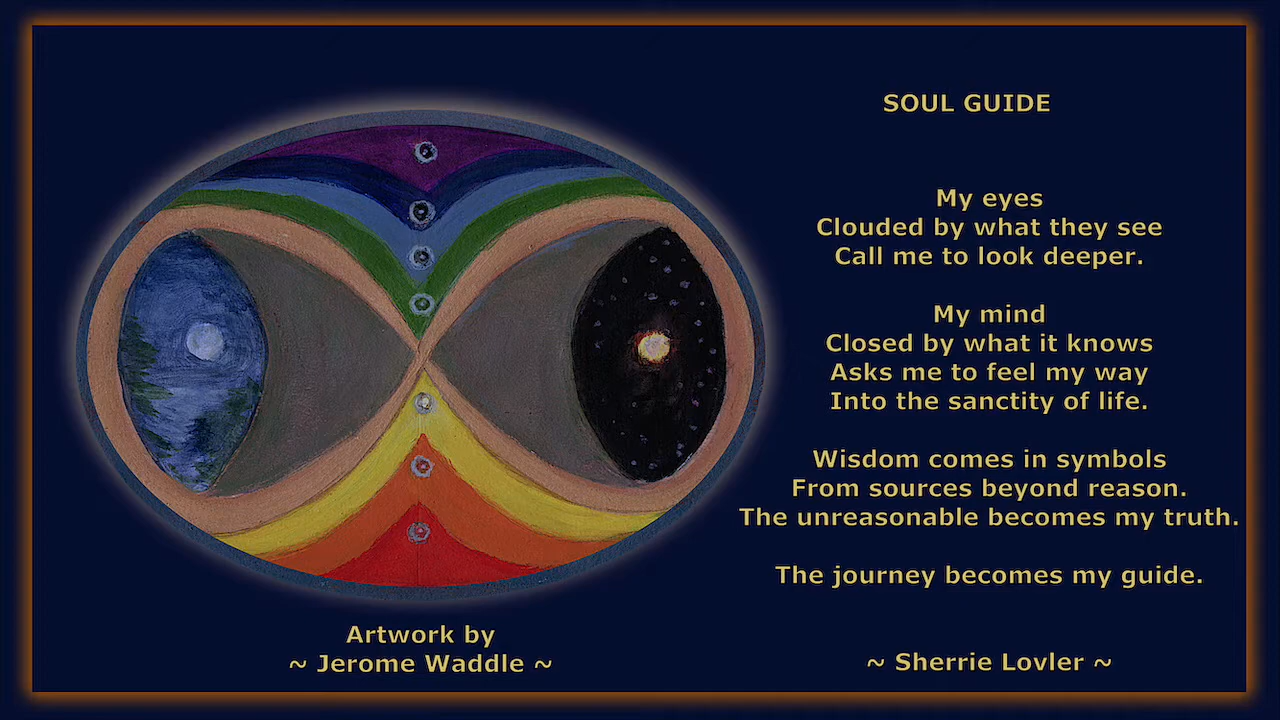 SOUL GUIDE
My eyes
Clouded by what they see
Call me to look deeper.
My mind
Closed by what it knows
Asks me to feel my way
Into the sanctity of life.
Wisdom comes in symbols
From sources beyond reason.
The unreasonable becomes my truth.
The journey becomes my guide.
~ Sherrie Lovler ~
Artwork by
~ Jerome Waddle ~